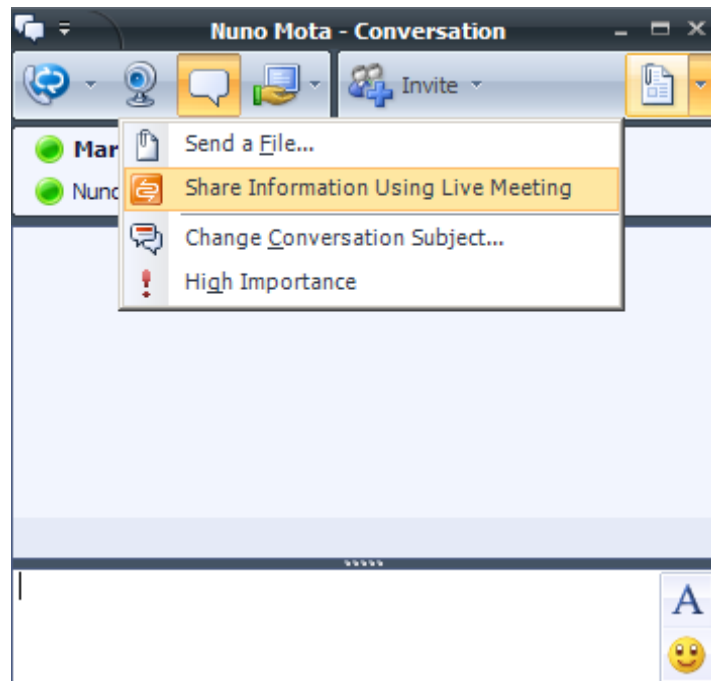 Nuno Mota - Conversation
Invite
Mar
Send a File...
Nuno
Share Information Using Live Meeting
Change Conversation Subject...
High Importance
A